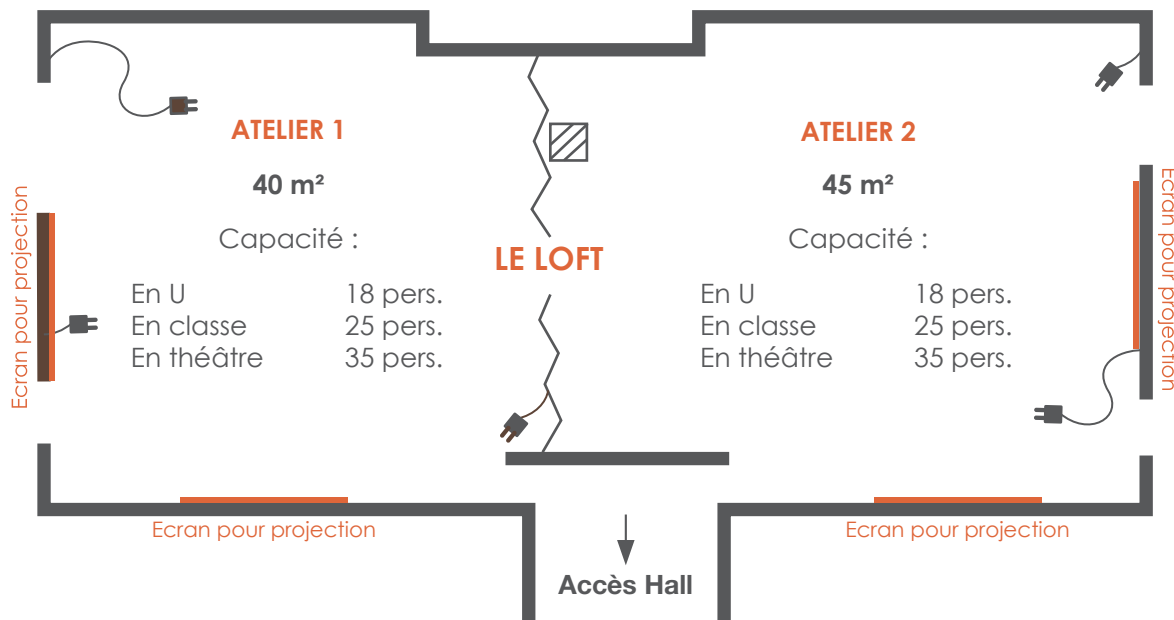 ATELIER 1
40 m²
Capacité :
En U 18 pers.
En classe 25 pers.
En théâtre 35 pers.
Ecran pour projection
Ecran pour projection
LE LOFT
ATELIER 2
45 m²
Capacité :
En U 18 pers.
En classe 25 pers.
En théâtre 35 pers.
Ecran pour projection
Ecran pour projection
Accès Hall